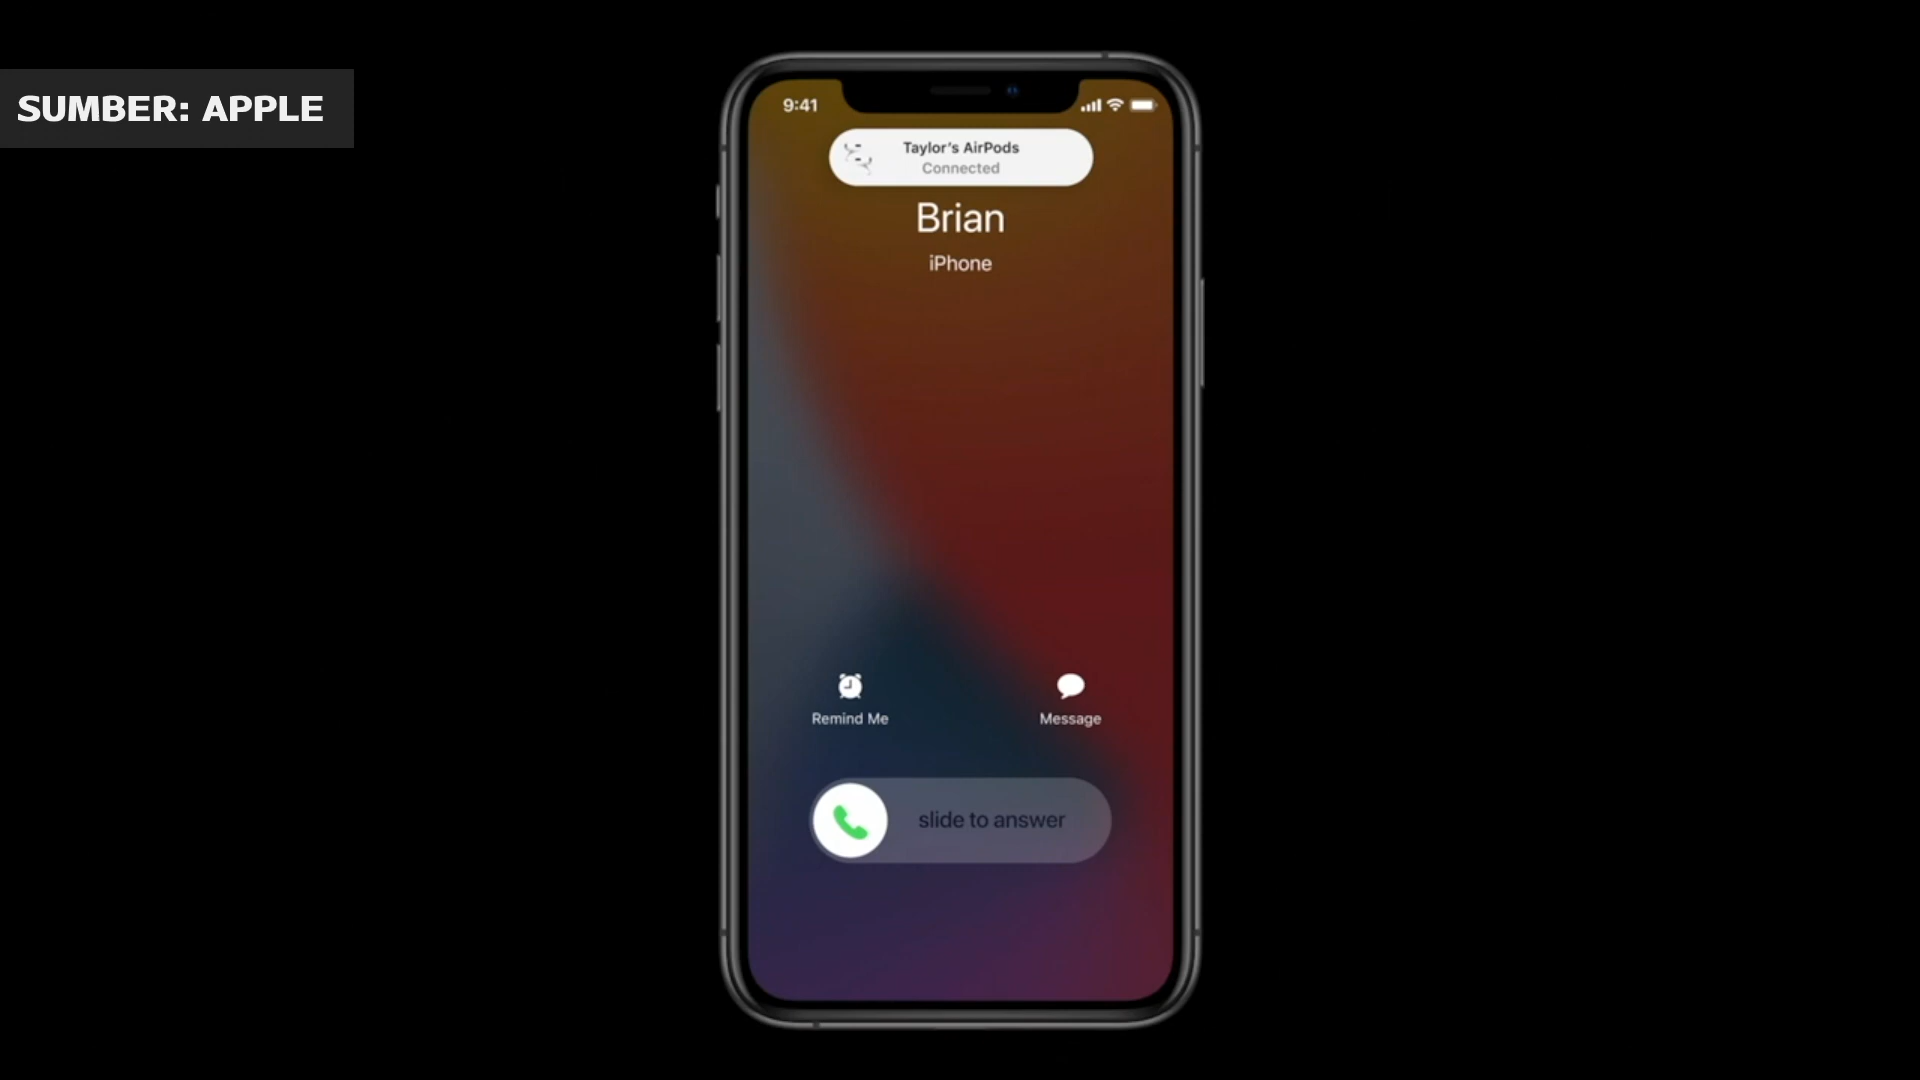 SUMBER: APPLE
9:41
Taylor's AirPods
Connected
Brian
iPhone
Remind Me
Message
slide to answer